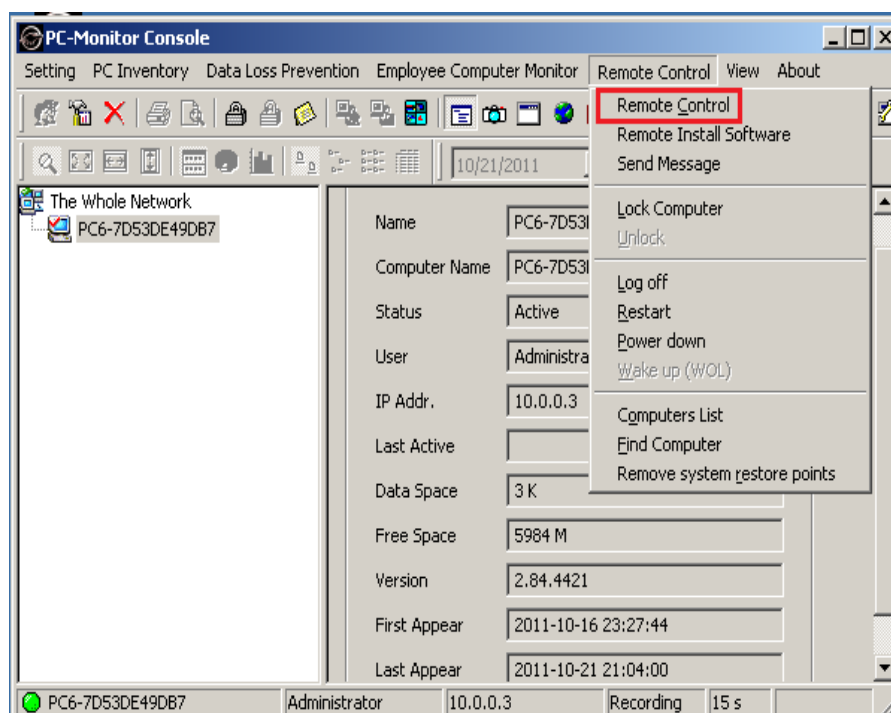 PC-Monitor Console
Setting PC Inventory Data Loss Prevention Employee Computer Monitor Remote Control View About
Remote Control
Remote Install Software
Send Message
10/21/2011
Lock Computer
Unlock
Log off
Restart
Power down
Wake up (WOL)
Computers List
Find Computer
Remove system restore points
The Whole Network
PC6-7D53DE49DB7
Name PC6-7D53
Computer Name PC6-7D53
Status Active
User Administra
IP Addr. 10.0.0.3
Last Active
Data Space 3 K
Free Space 5984 M
Version 2.84.4421
First Appear 2011-10-16 23:27:44
Last Appear 2011-10-21 21:04:00
PC6-7D53DE49DB7 Administrator 10.0.0.3 Recording 15 s